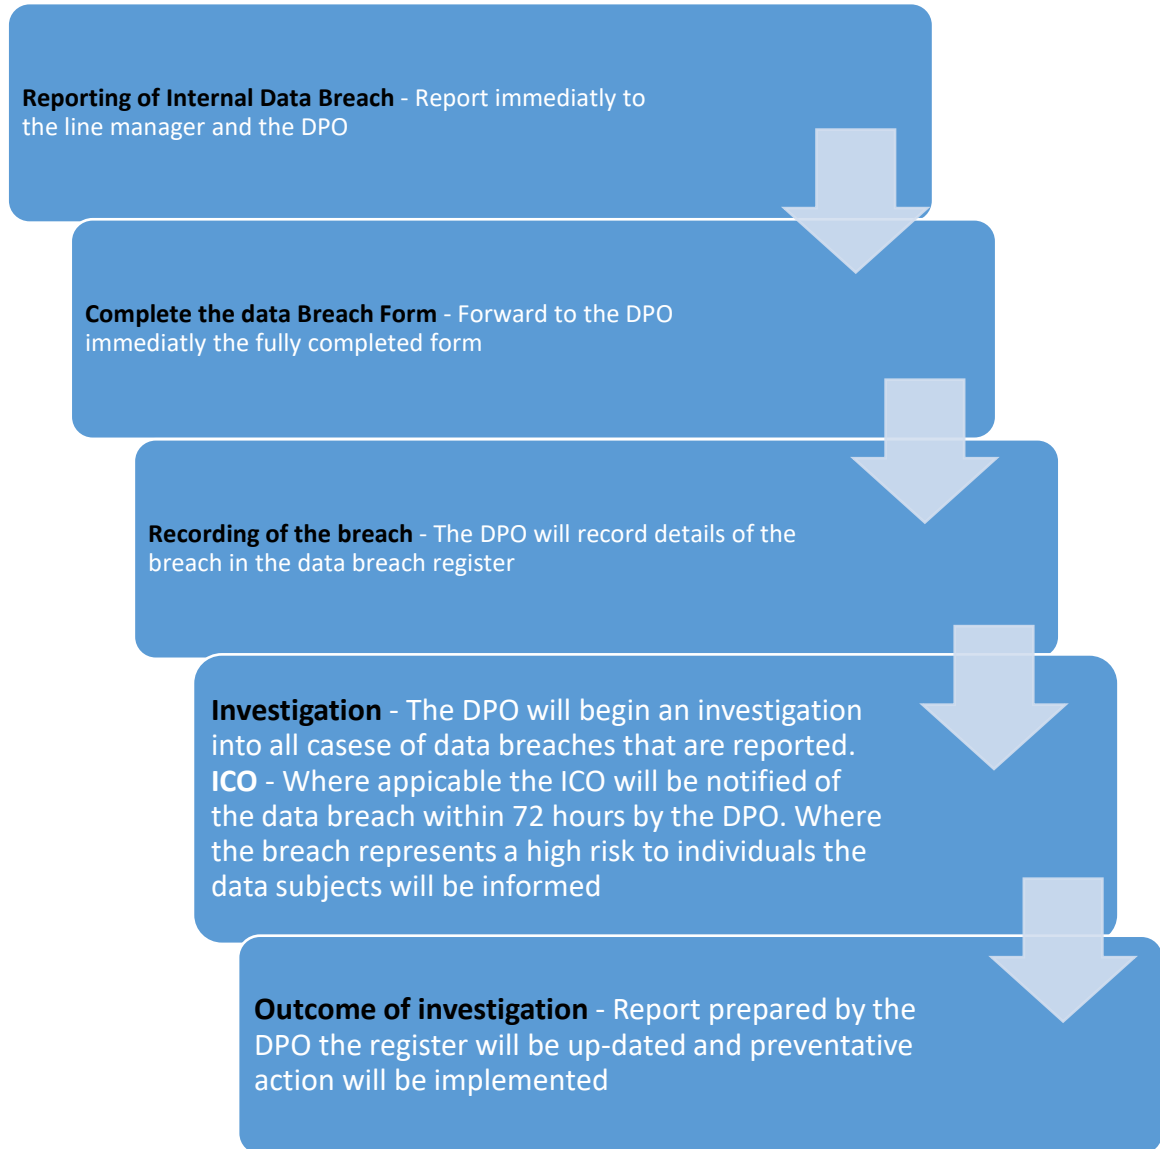 Reporting of Internal Data Breach - Report immediatly to
the line manager and the DPO
Complete the data Breach Form - Forward to the DPO
immediatly the fully completed form
Recording of the breach - The DPO will record details of the
breach in the data breach register
Investigation - The DPO will begin an investigation
into all casese of data breaches that are reported.
ICO - Where appicable the ICO will be notified of
the data breach within 72 hours by the DPO. Where
the breach represents a high risk to individuals the
data subjects will be informed
Outcome of investigation - Report prepared by the
DPO the register will be up-dated and preventative
action will be implemented